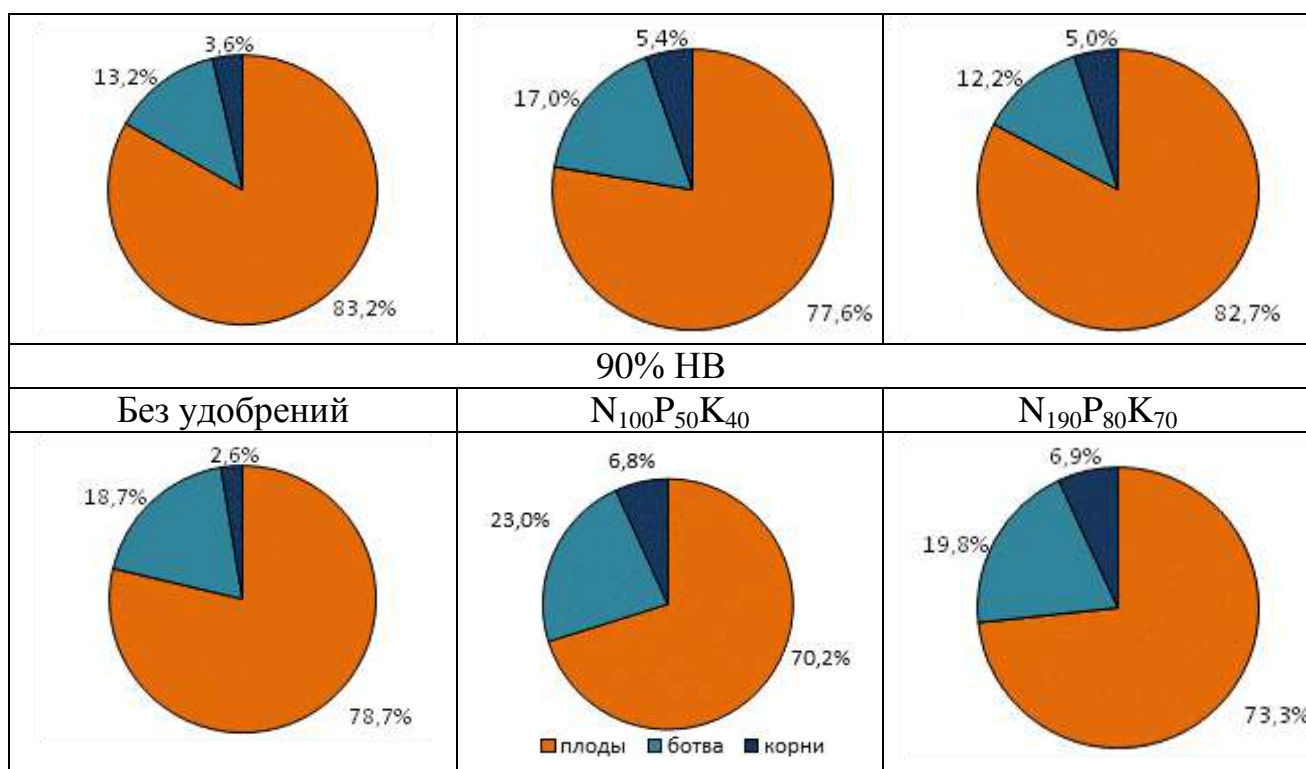 3,6% 5,4% 5,0%
13,2% 17,0% 12,2%
83,2% 77,6% 82,7%
90% НВ
Без удобрений N₁₀₀P₅₀K₄₀ N₁₉₀P₈₀K₇₀
2,6% 6,8% 6,9%
18,7% 23,0% 19,8%
78,7% 70,2% 73,3%
плоды ботва корни